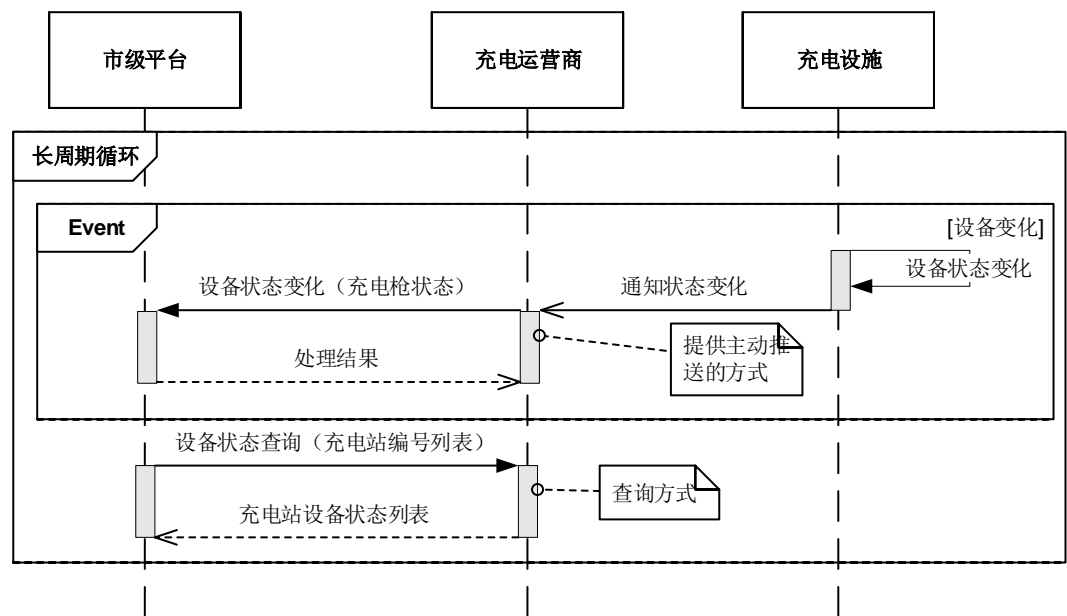 市级平台
充电运营商
充电设施
长周期循环
Event
[设备变化]
设备状态变化
设备状态变化（充电枪状态）
通知状态变化
提供主动推
送的方式
处理结果
设备状态查询（充电站编号列表）
查询方式
充电站设备状态列表